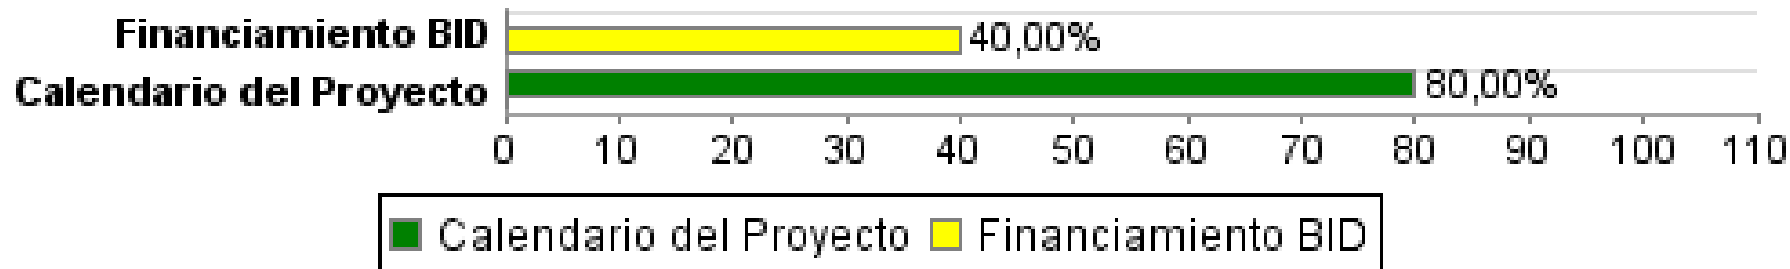 Financiamiento BID
40,00%
Calendario del Proyecto
80,00%
0 10 20 30 40 50 60 70 80 90 100 110
Calendario del Proyecto Financiamiento BID